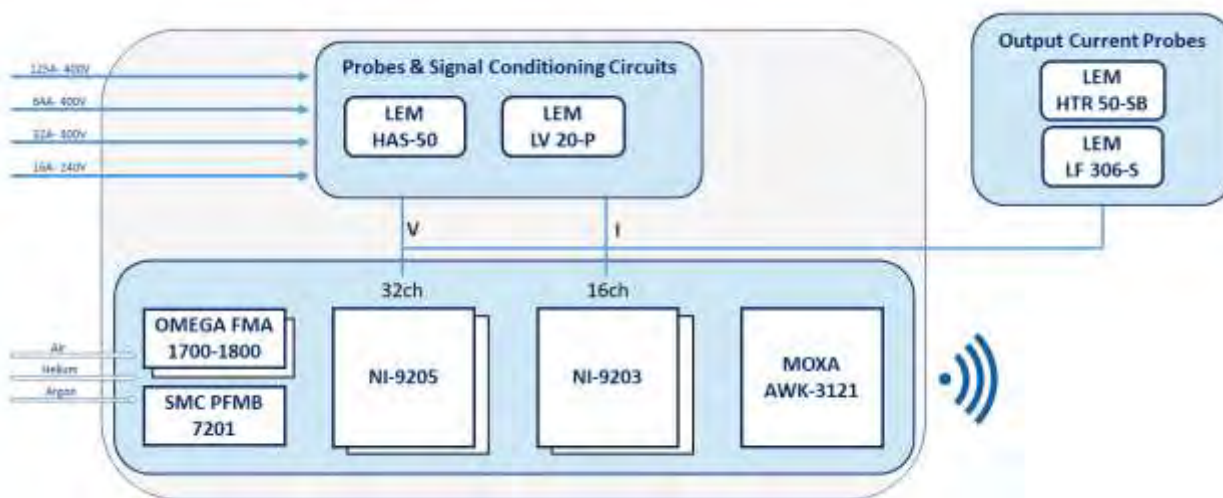 Output Current Probes
LEM
HTR 50-SB
LEM
LF 306-S
Probes & Signal Conditioning Circuits
LEM
HAS-50
LEM
LV 20-P
125A- 400V
32A- 400V
16A- 240V
V
I
32ch
16ch
OMEGA FMA
1700-1800
SMC PFMB
7201
NI-9205
NI-9203
MOXA
AWK-3121
Air
Helium
Argon